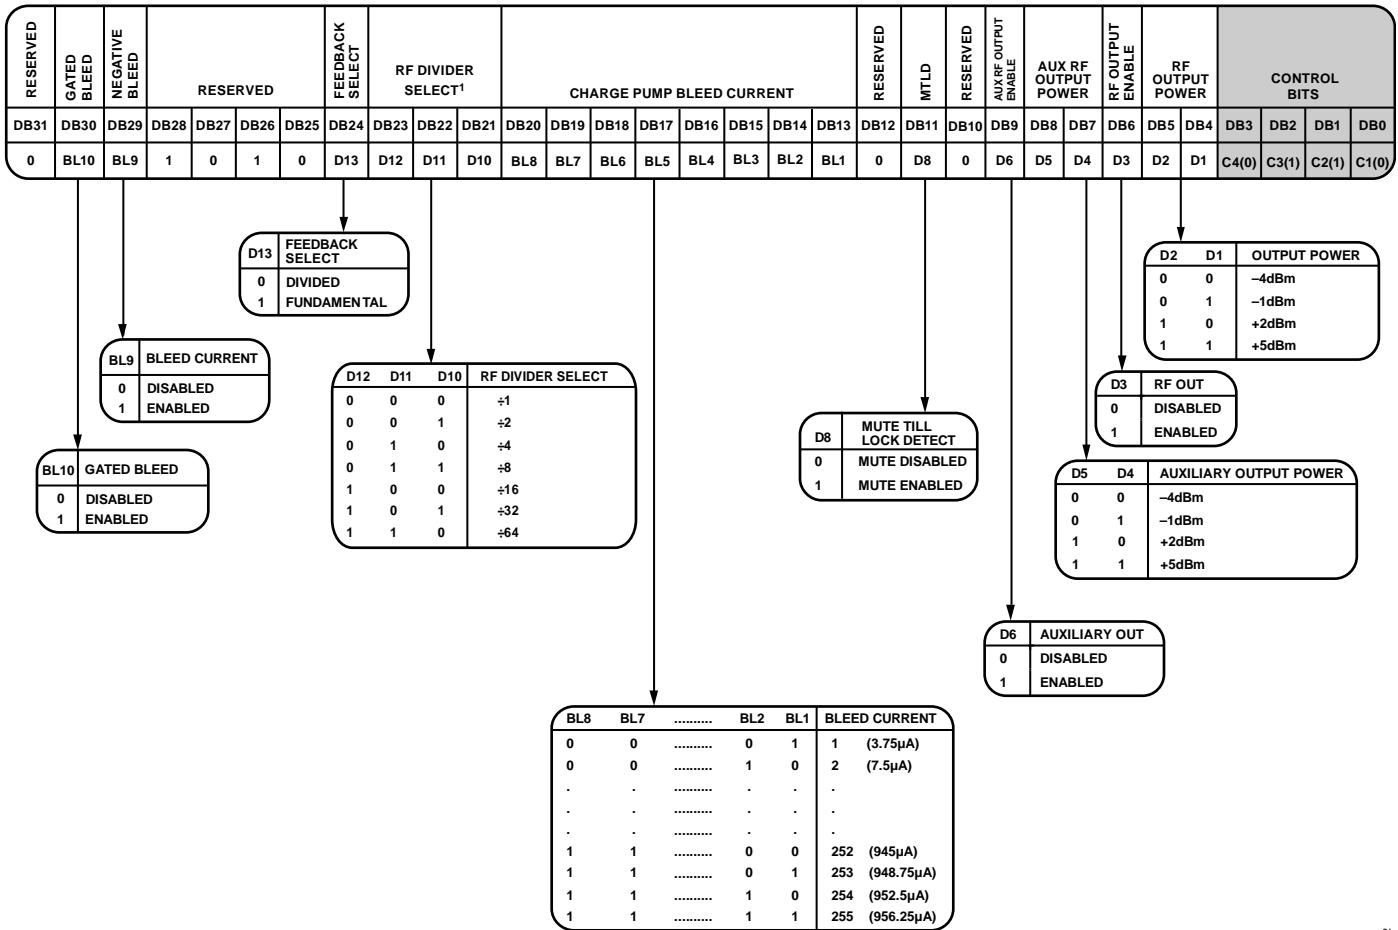 RESERVED
GATED
BLEED
NEGATIVE
BLEED
RESERVED
FEEDBACK
SELECT
RF DIVIDER
SELECT1
CHARGE PUMP BLEED CURRENT
RESERVED
MTLD
RESERVED
AUX RF OUTPUT
ENABLE
AUX RF
OUTPUT
POWER
RF OUTPUT
ENABLE
RF
OUTPUT
POWER
CONTROL
BITS
DB31 DB30 DB29 DB28 DB27 DB26 DB25 DB24 DB23 DB22 DB21 DB20 DB19 DB18 DB17 DB16 DB15 DB14 DB13 DB12 DB11 DB10 DB9 DB8 DB7 DB6 DB5 DB4 DB3 DB2 DB1 DB0
0 BL10 BL9 1 0 1 0 D13 D12 D11 D10 BL8 BL7 BL6 BL5 BL4 BL3 BL2 BL1 0 D8 0 D6 D5 D4 D3 D2 D1 C4(0) C3(1) C2(1) C1(0)
D13 FEEDBACK
SELECT
0 DIVIDED
1 FUNDAMENTAL
D2 D1 OUTPUT POWER
0 0 –4dBm
0 1 –1dBm
1 0 +2dBm
1 1 +5dBm
BL9 BLEED CURRENT
0 DISABLED
1 ENABLED
D12 D11 D10 RF DIVIDER SELECT
0 0 0 ÷1
0 0 1 ÷2
0 1 0 ÷4
0 1 1 ÷8
1 0 0 ÷16
1 0 1 ÷32
1 1 0 ÷64
D3 RF OUT
0 DISABLED
1 ENABLED
D8 MUTE TILL
LOCK DETECT
0 MUTE DISABLED
1 MUTE ENABLED
BL10 GATED BLEED
0 DISABLED
1 ENABLED
D5 D4 AUXILIARY OUTPUT POWER
0 0 –4dBm
0 1 –1dBm
1 0 +2dBm
1 1 +5dBm
D6 AUXILIARY OUT
0 DISABLED
1 ENABLED
BL8 BL7 .......... BL2 BL1 BLEED CURRENT
0 0 .......... 0 1 1 (3.75µA)
0 0 .......... 1 0 2 (7.5µA)
. . .......... . . .
. . .......... . . .
. . .......... . . .
1 1 .......... 0 0 252 (945µA)
1 1 .......... 0 1 253 (948.75µA)
1 1 .......... 1 0 254 (952.5µA)
1 1 .......... 1 1 255 (956.25µA)